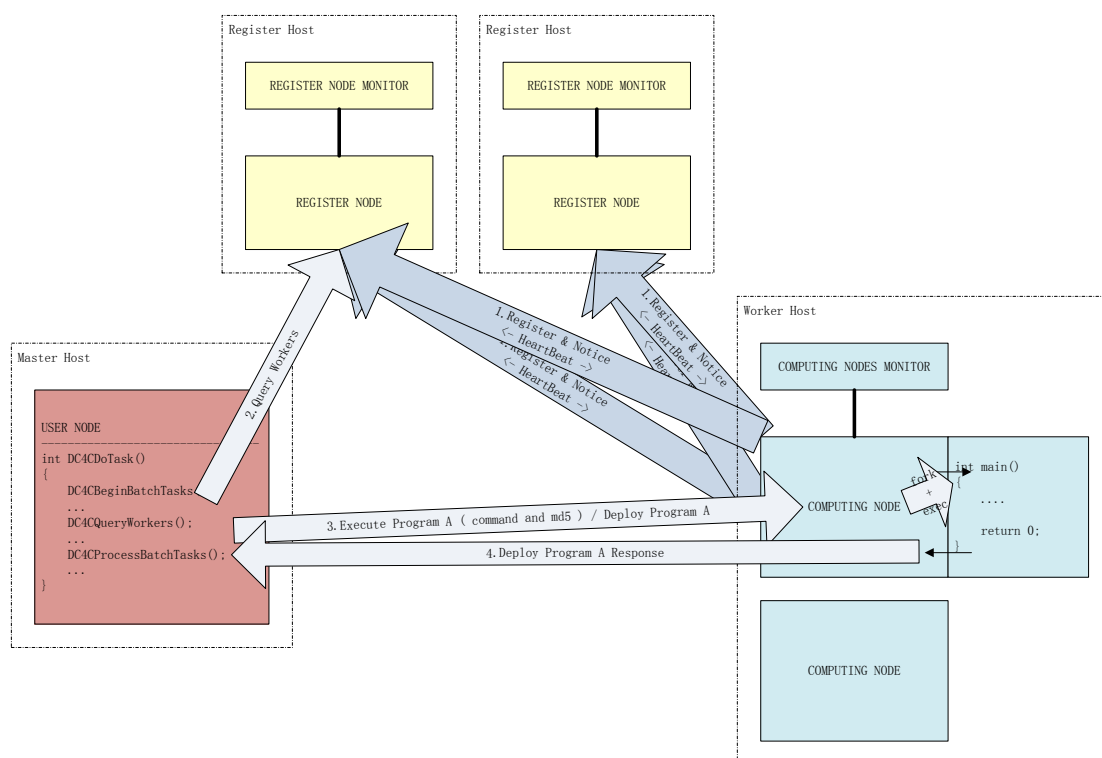 Register Host
REGISTER NODE MONITOR
REGISTER NODE
Register Host
REGISTER NODE MONITOR
REGISTER NODE
1.Register & Notice
<- HeartBeat ->
Register & Notice
<- HeartBeat ->
1.Register & Notice
<- HeartBeat ->
<- Hea
2.Query Workers
Master Host
USER NODE
int DC4CDoTask()
{
DC4CBeginBatchTasks
...
DC4CQueryWorkers();
...
DC4CProcessBatchTasks();
...
}
3.Execute Program A ( command and md5 ) / Deploy Program A
4.Deploy Program A Response
Worker Host
COMPUTING NODES MONITOR
COMPUTING NODE
fork
+
exec
int main()
{
....
return 0;
}
COMPUTING NODE